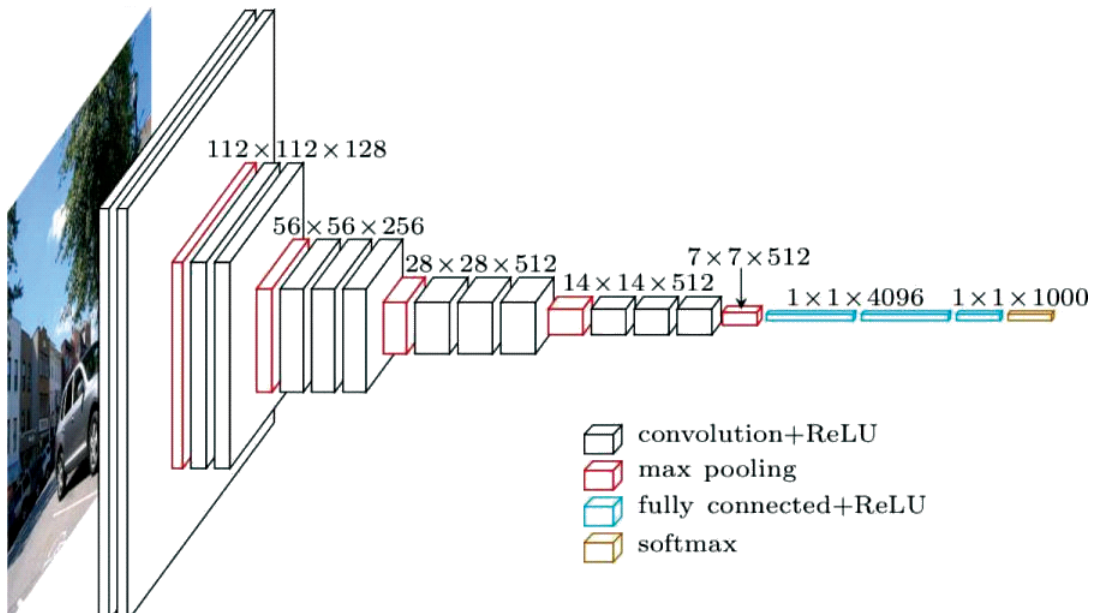 112 × 112 × 128
56 × 56 × 256
28 × 28 × 512
14 × 14 × 512
7 × 7 × 512
1 × 1 × 4096
1 × 1 × 1000
convolution+ReLU
max pooling
fully connected+ReLU
softmax